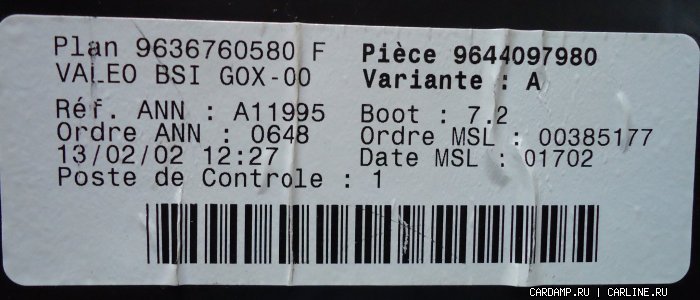 Plan 9636760580 F Pièce 9644097980
VALEO BSI G0X-00 Variante : A
Réf. ANN : A11995 Boot : 7.2
Ordre ANN : 0648 Ordre MSL : 00385177
13/02/02 12:27 Date MSL : 01702
Poste de Controle : 1
CARDAMP.RU | CARLINE.RU